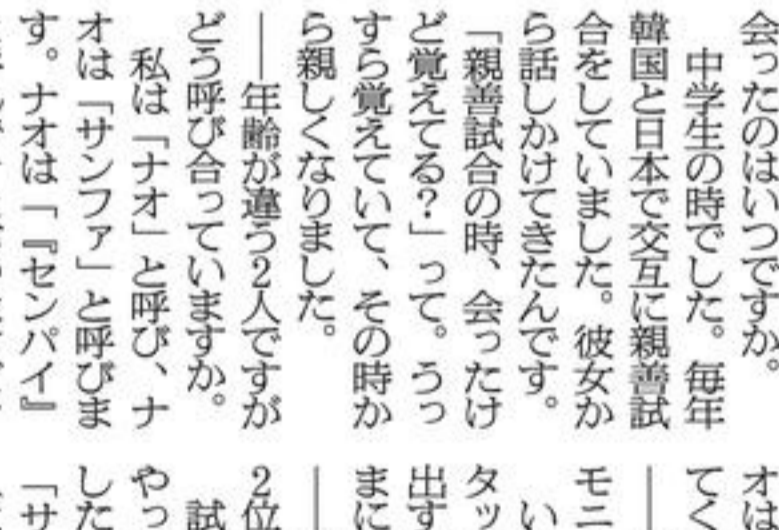 会ったのはいつですか。
中学生の時でした。毎年
韓国と日本で交互に親善試
合をしていました。彼女か
ら話しかけてきたんです。
「親善試合の時、会ったけ
ど覚えてる?」って。うっ
すら覚えていて、その時か
ら親しくなりました。
――年齢が違う2人ですが
どう呼び合っていますか。
私は「ナオ」と呼び、ナ
オは「サンファ」と呼びま
す。ナオは「『センパイ』
オは
てく
――
モニ
い
タッ
出す
まに
――
2位
試
やっ
した
「サ